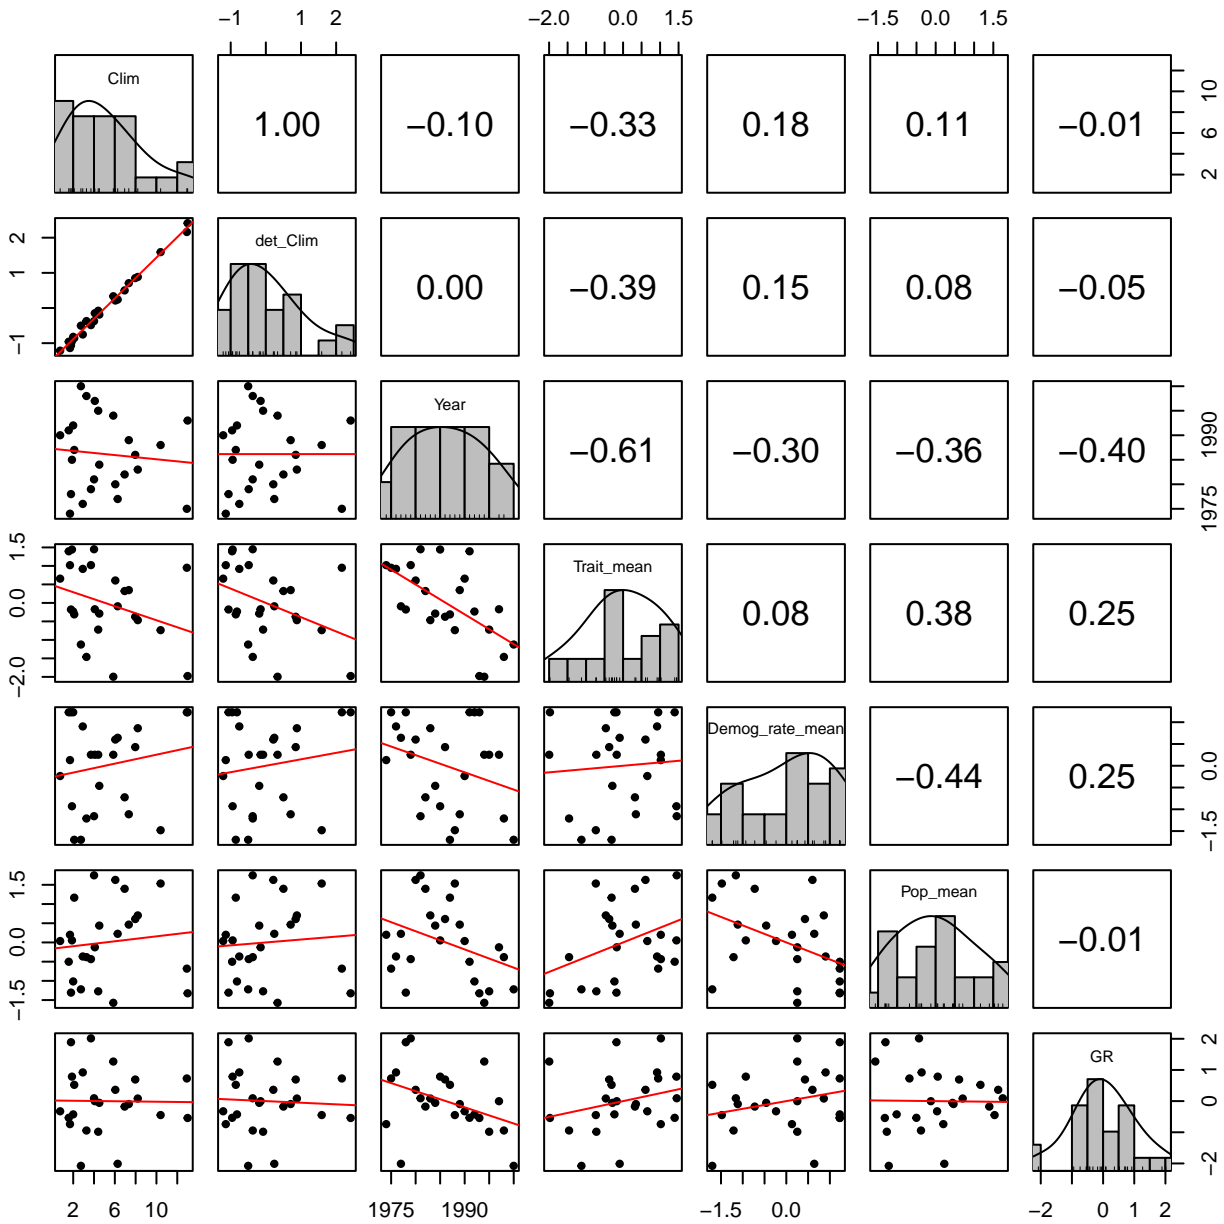 −1 1 2 −2.0 0.0 1.5 −1.5 0.0 1.5
Clim 1.00 −0.10 −0.33 0.18 0.11 −0.01 2 6 10
−1 1 2 det_Clim 0.00 −0.39 0.15 0.08 −0.05
Year −0.61 −0.30 −0.36 −0.40 1975 1990
−2.0 0.0 1.5 Trait_mean 0.08 0.38 0.25
Demog_rate_mean −0.44 0.25 −1.5 0.0
−1.5 0.0 1.5 Pop_mean −0.01
GR −2 0 1 2
2 6 10 1975 1990 −1.5 0.0 −2 0 1 2